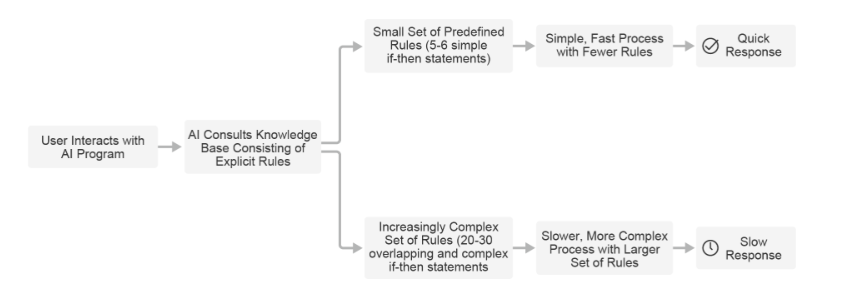 Small Set of Predefined
Rules (5-6 simple
if-then statements)
Simple, Fast Process
with Fewer Rules
Quick
Response
User Interacts with
AI Program
AI Consults Knowledge
Base Consisting of
Explicit Rules
Increasingly Complex
Set of Rules (20-30
overlapping and complex
if-then statements
Slower, More Complex
Process with Larger
Set of Rules
Slow
Response